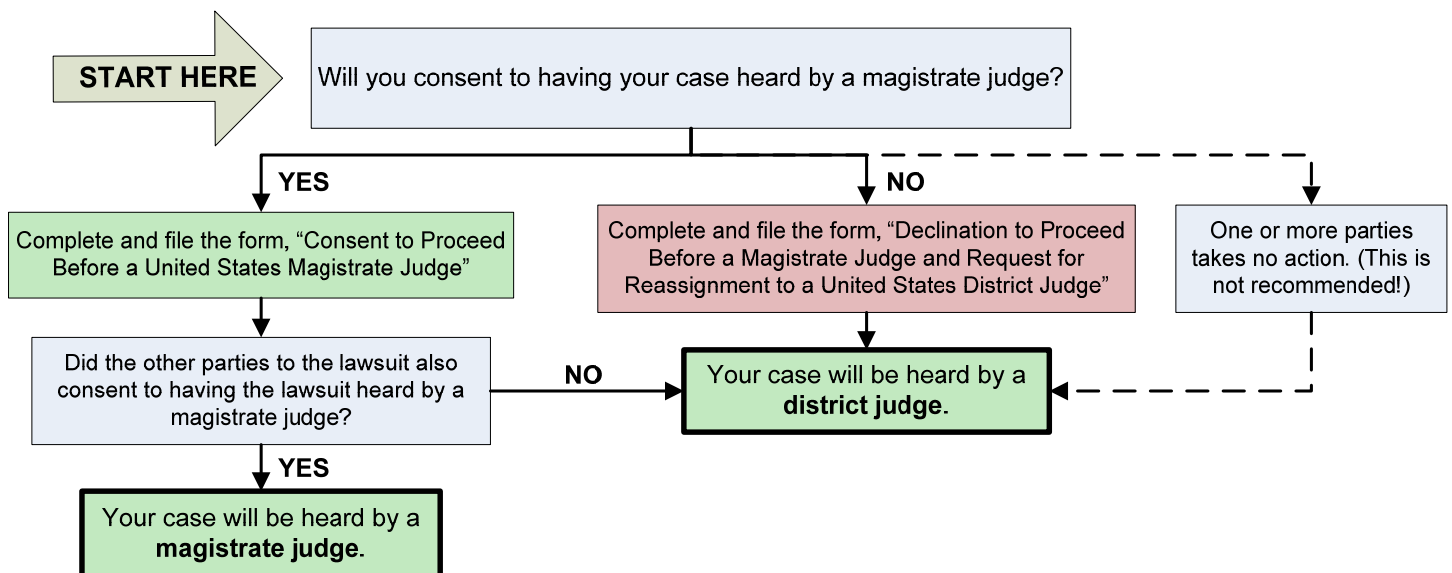 START HERE
Will you consent to having your case heard by a magistrate judge?
YES
NO
Complete and file the form, “Consent to Proceed
Before a United States Magistrate Judge”
Complete and file the form, “Declination to Proceed
Before a Magistrate Judge and Request for
Reassignment to a United States District Judge”
One or more parties
takes no action. (This is
not recommended!)
Did the other parties to the lawsuit also
consent to having the lawsuit heard by a
magistrate judge?
NO
Your case will be heard by a
district judge.
YES
Your case will be heard by a
magistrate judge.